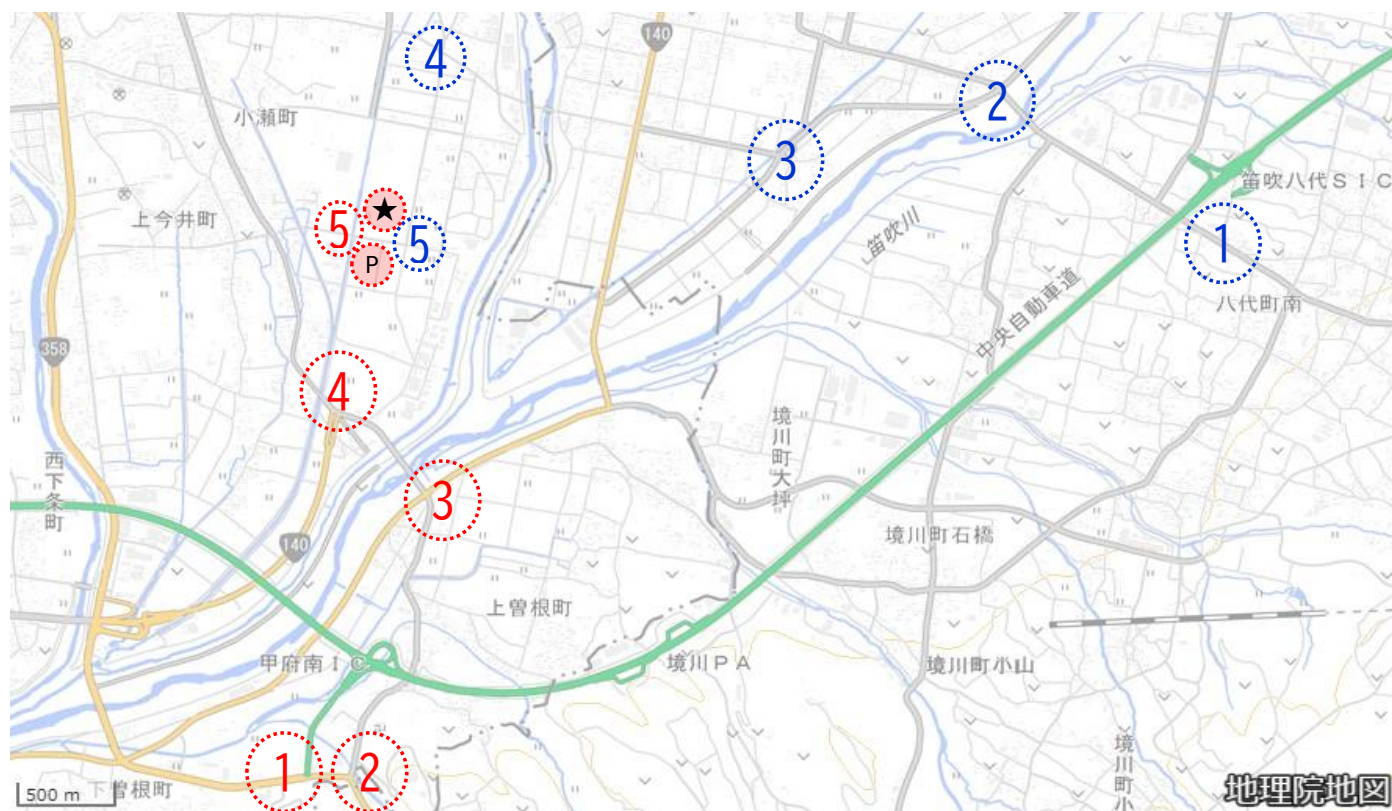 ④
140
②
小瀬町
③
笛吹八代ＳＩＣ
★
上今井町
⑤
⑤
P
笛吹川
①
八代町南
中央自動車道
358
④
境川町大坪
西下条町
③
境川町石橋
140
上曽根町
甲府南ＩＣ
境川ＰＡ
境川町小山
①
②
境川町小
500 m
下曽根町
地理院地図